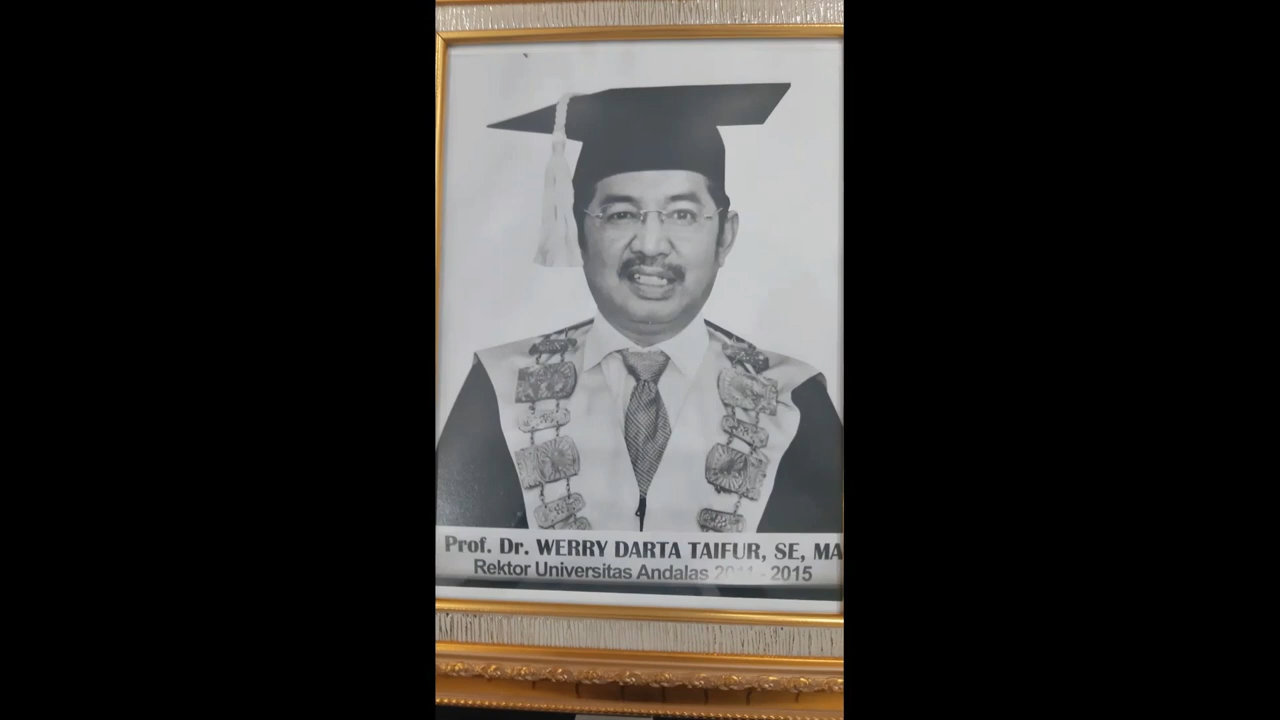 Prof. Dr. WERRY DARTA TAIFUR, SE, MA
Rektor Universitas Andalas 2011 - 2015